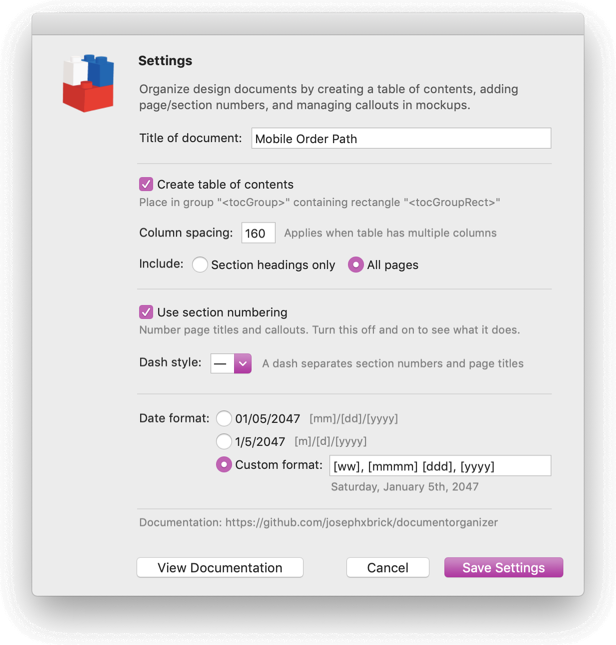 Settings
Organize design documents by creating a table of contents, adding
page/section numbers, and managing callouts in mockups.
Title of document: Mobile Order Path
Create table of contents
Place in group "<tocGroup>" containing rectangle "<tocGroupRect>"
Column spacing: 160 Applies when table has multiple columns
Include: Section headings only All pages
Use section numbering
Number page titles and callouts. Turn this off and on to see what it does.
Dash style: — A dash separates section numbers and page titles
Date format: 01/05/2047 [mm]/[dd]/[yyyy]
1/5/2047 [m]/[d]/[yyyy]
Custom format: [ww], [mmmm] [ddd], [yyyy]
Saturday, January 5th, 2047
Documentation: https://github.com/josephxbrick/documentorganizer
View Documentation Cancel Save Settings